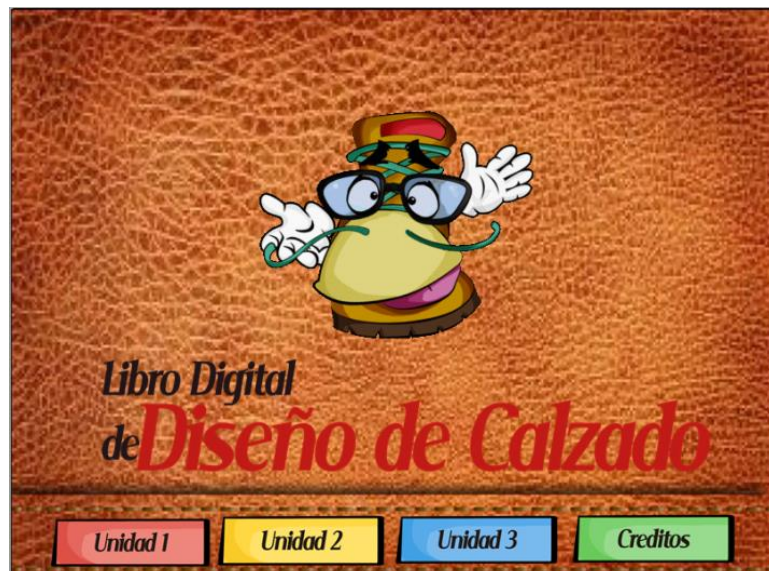 Libro Digital
de Diseño de Calzado
Unidad 1
Unidad 2
Unidad 3
Creditos